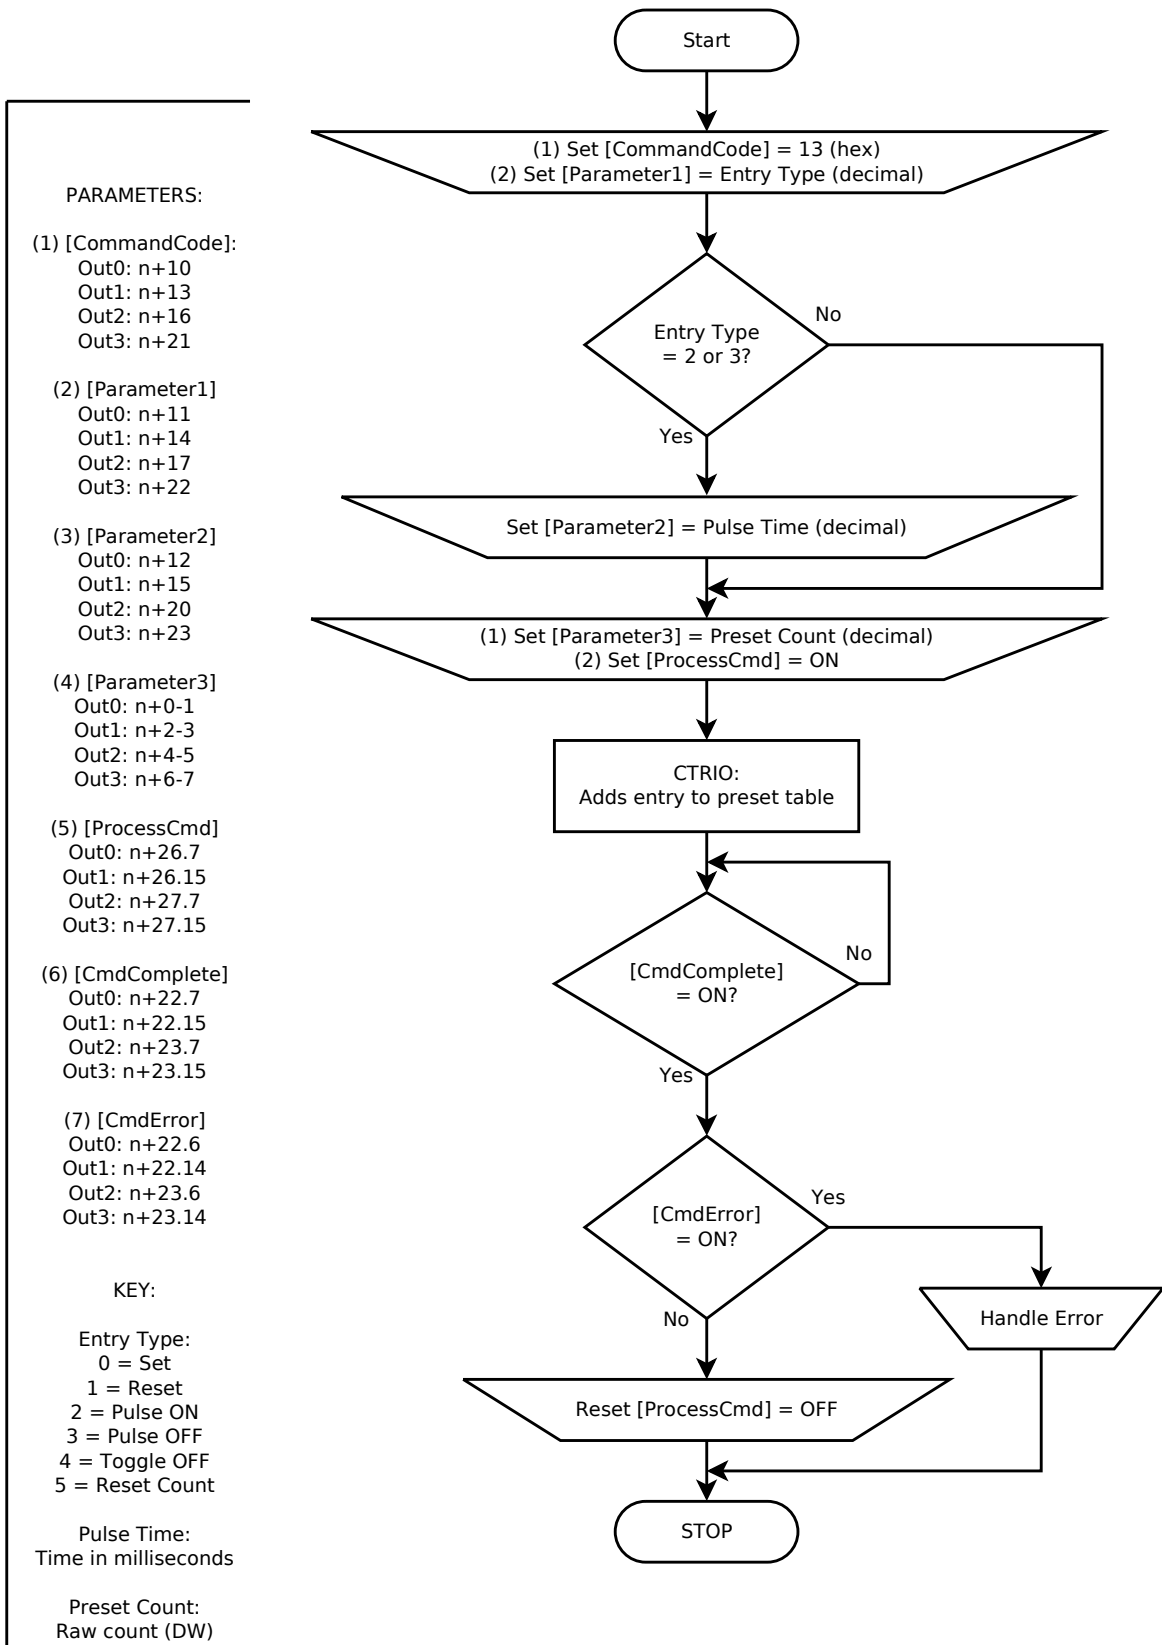 Start
(1) Set [CommandCode] = 13 (hex)
(2) Set [Parameter1] = Entry Type (decimal)
Entry Type
= 2 or 3?
No
Yes
Set [Parameter2] = Pulse Time (decimal)
(1) Set [Parameter3] = Preset Count (decimal)
(2) Set [ProcessCmd] = ON
CTRIO:
Adds entry to preset table
[CmdComplete]
= ON?
No
Yes
[CmdError]
= ON?
Yes
No
Handle Error
Reset [ProcessCmd] = OFF
STOP
PARAMETERS:
(1) [CommandCode]:
Out0: n+10
Out1: n+13
Out2: n+16
Out3: n+21
(2) [Parameter1]
Out0: n+11
Out1: n+14
Out2: n+17
Out3: n+22
(3) [Parameter2]
Out0: n+12
Out1: n+15
Out2: n+20
Out3: n+23
(4) [Parameter3]
Out0: n+0-1
Out1: n+2-3
Out2: n+4-5
Out3: n+6-7
(5) [ProcessCmd]
Out0: n+26.7
Out1: n+26.15
Out2: n+27.7
Out3: n+27.15
(6) [CmdComplete]
Out0: n+22.7
Out1: n+22.15
Out2: n+23.7
Out3: n+23.15
(7) [CmdError]
Out0: n+22.6
Out1: n+22.14
Out2: n+23.6
Out3: n+23.14
KEY:
Entry Type:
0 = Set
1 = Reset
2 = Pulse ON
3 = Pulse OFF
4 = Toggle OFF
5 = Reset Count
Pulse Time:
Time in milliseconds
Preset Count:
Raw count (DW)